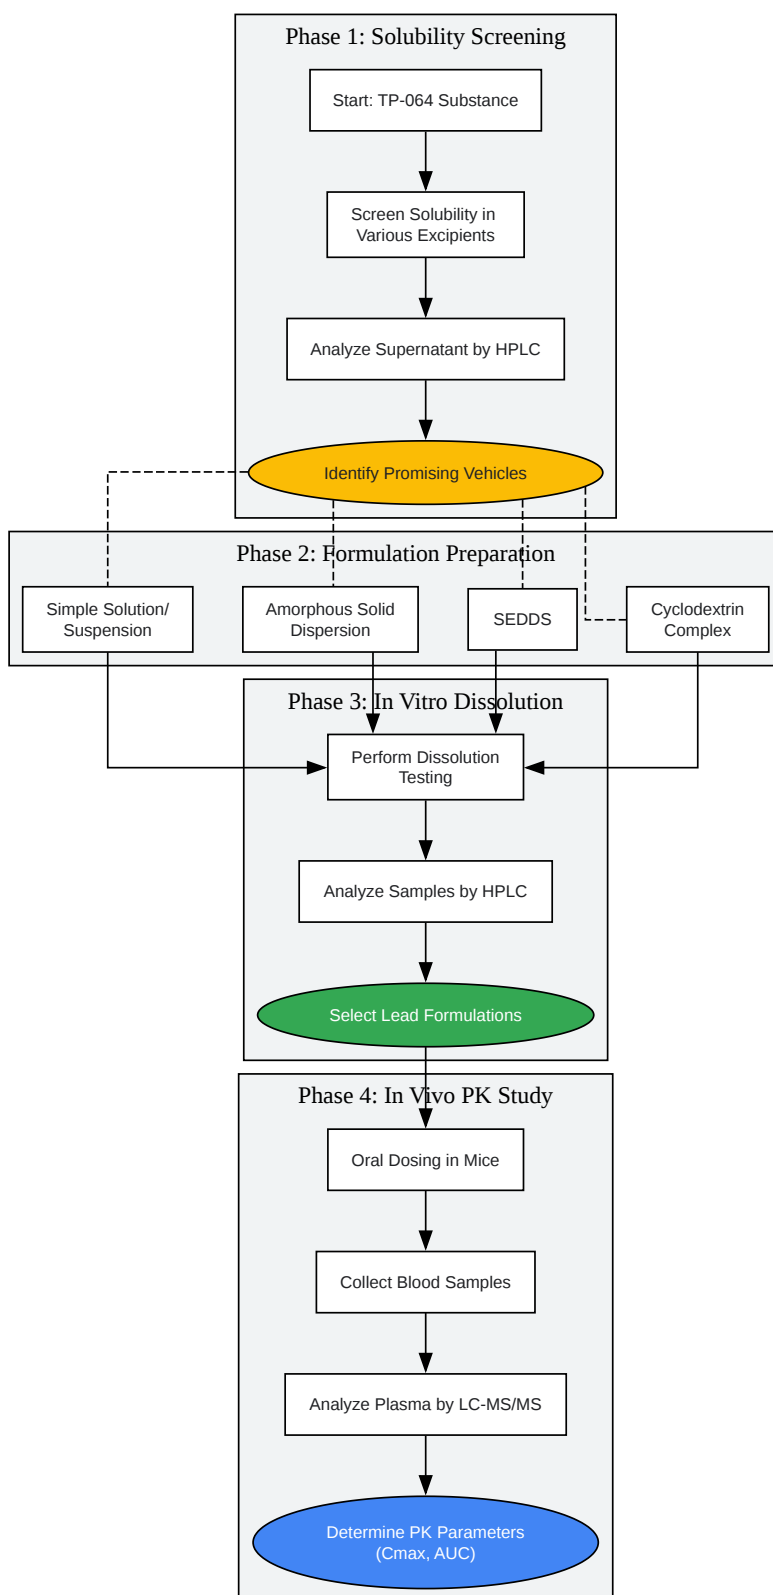 Phase 1: Solubility Screening
Start: TP-064 Substance
Screen Solubility in
Various Excipients
Analyze Supernatant by HPLC
Identify Promising Vehicles
Phase 2: Formulation Preparation
Simple Solution/
Suspension
Amorphous Solid
Dispersion
SEDDS
Cyclodextrin
Complex
Phase 3: In Vitro Dissolution
Perform Dissolution
Testing
Analyze Samples by HPLC
Select Lead Formulations
Phase 4: In Vivo PK Study
Oral Dosing in Mice
Collect Blood Samples
Analyze Plasma by LC-MS/MS
Determine PK Parameters
(Cmax, AUC)